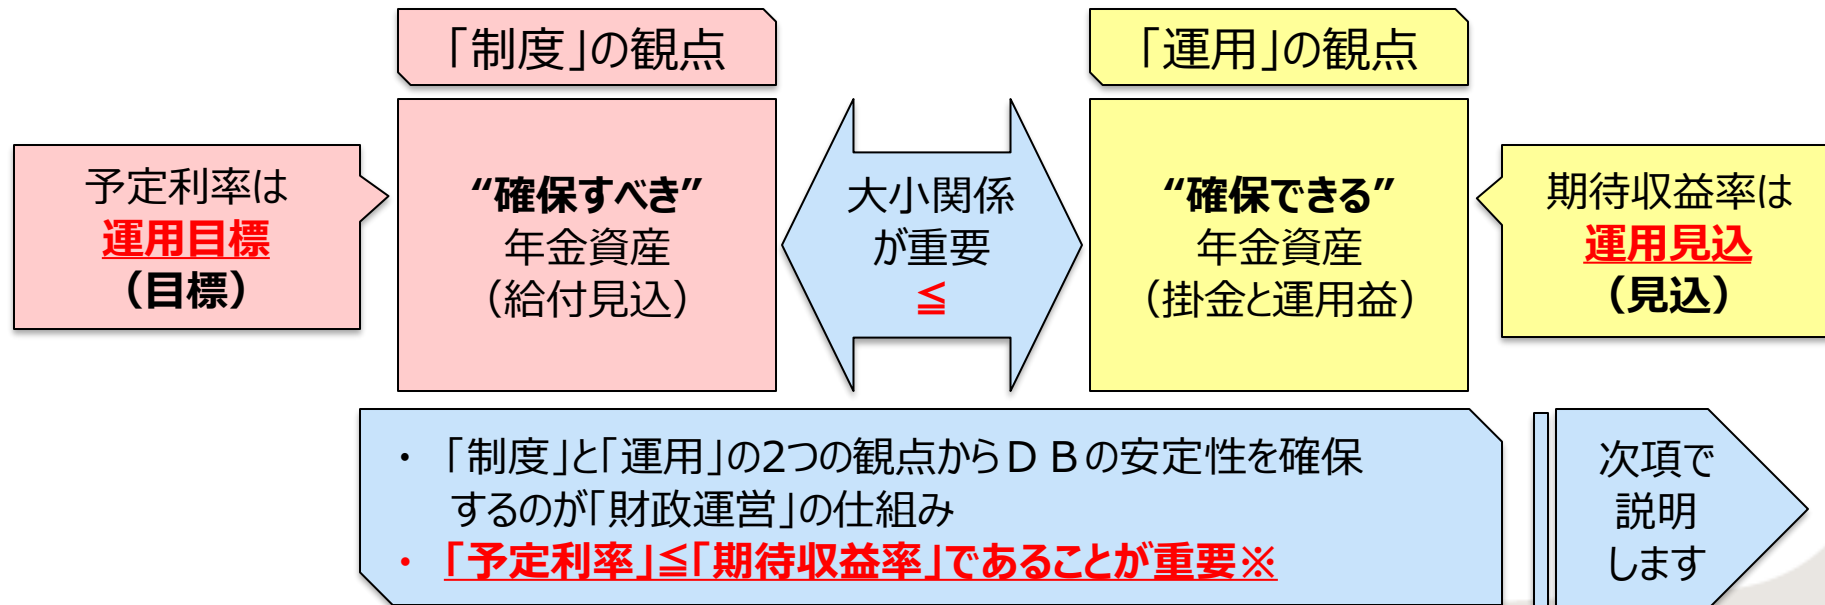 「制度」の観点
「運用」の観点
予定利率は
運用目標
（目標）
“確保すべき”
年金資産
（給付見込）
大小関係
が重要
≦
“確保できる”
年金資産
（掛金と運用益）
期待収益率は
運用見込
（見込）
・ 「制度」と「運用」の2つの観点からＤＢの安定性を確保
するのが「財政運営」の仕組み
・ 「予定利率」≦「期待収益率」であることが重要※
次項で
説明
します